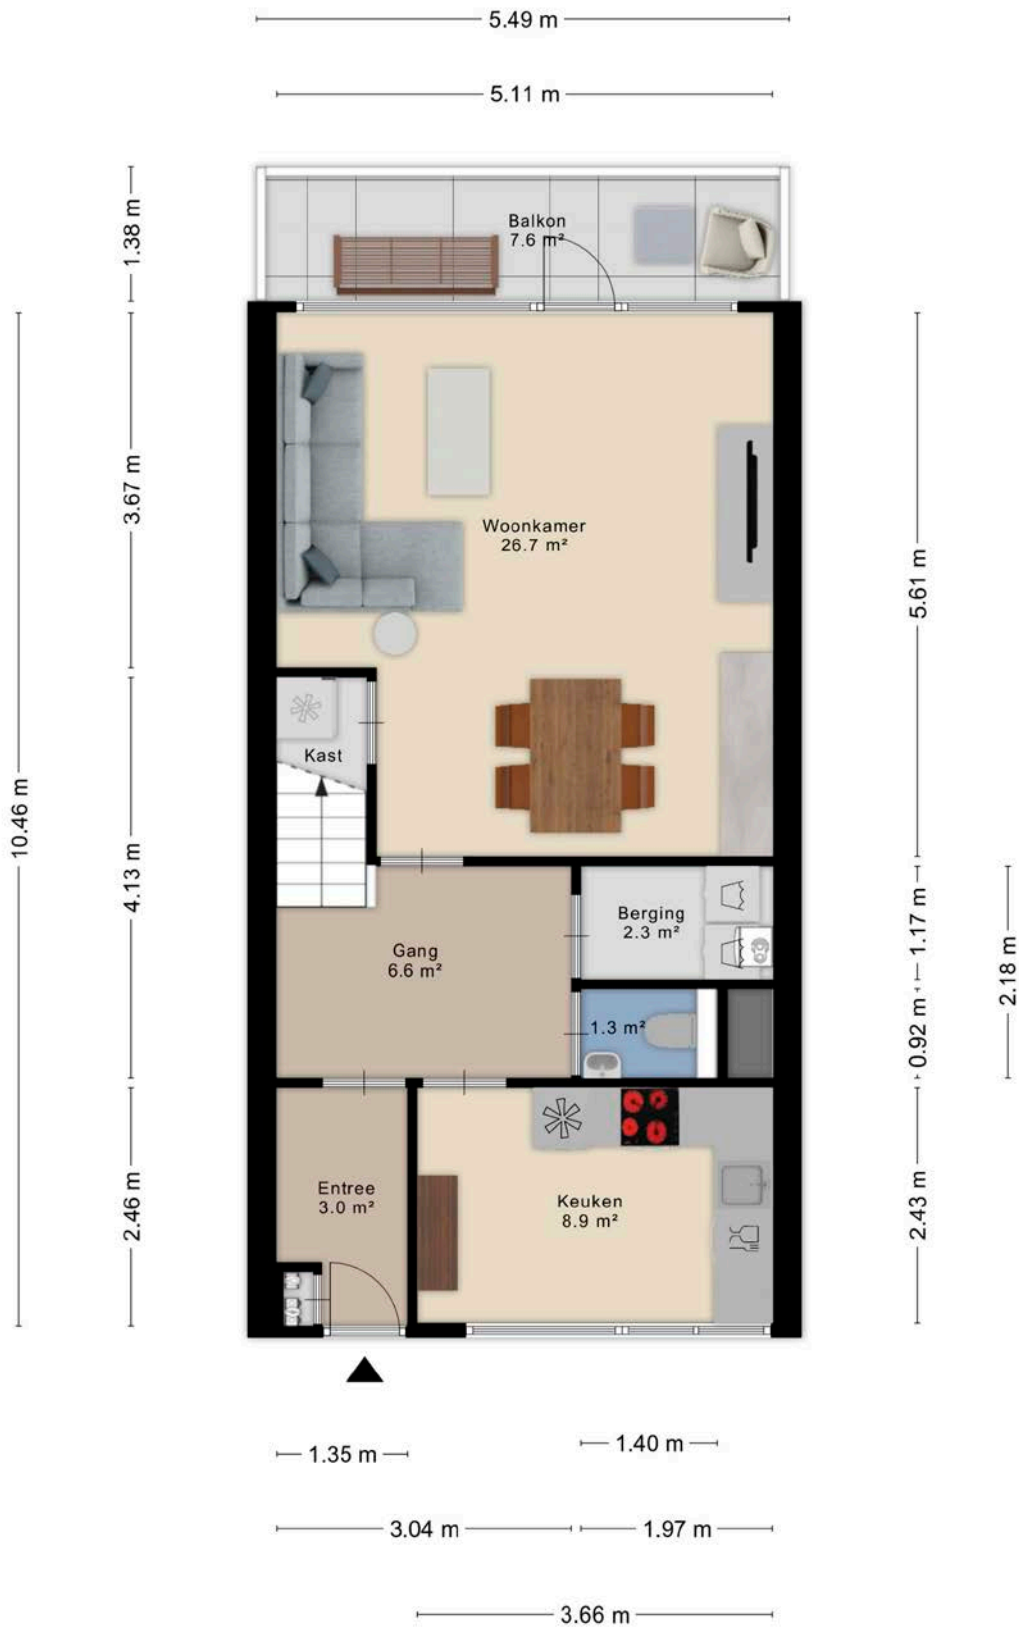 5.49 m
5.11 m
1.38 m
Balkon
7.6 m²
3.67 m
Woonkamer
26.7 m²
5.61 m
10.46 m
Kast
4.13 m
Berging
2.3 m²
1.17 m
Gang
6.6 m²
2.18 m
1.3 m²
0.92 m
Entree
3.0 m²
2.46 m
Keuken
8.9 m²
2.43 m
1.35 m
1.40 m
3.04 m
1.97 m
3.66 m